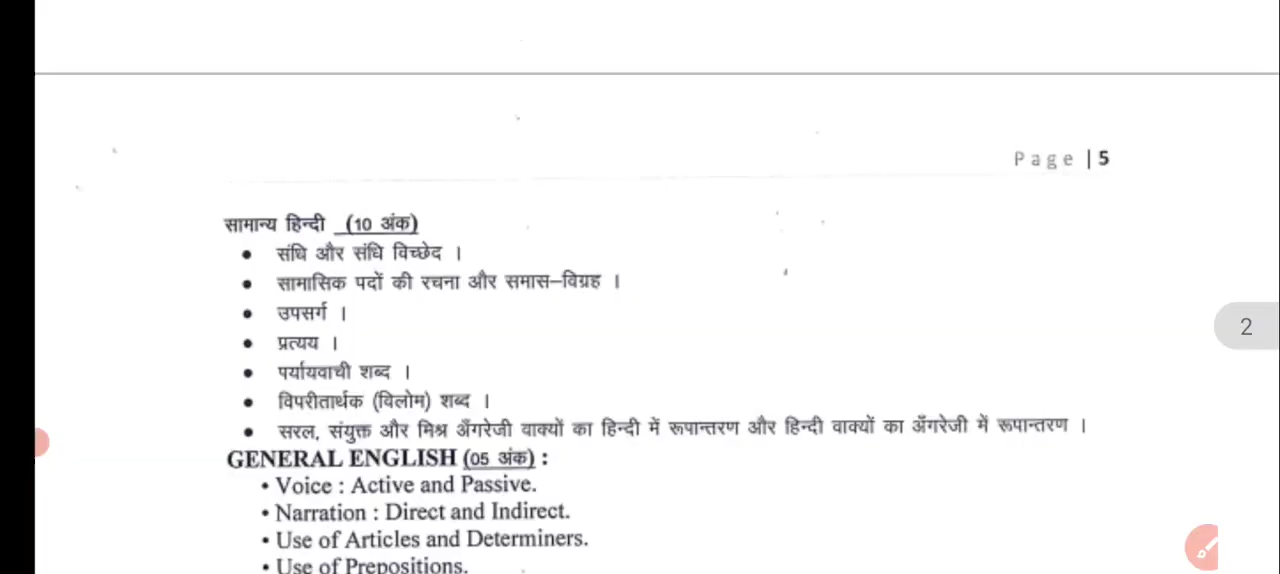 Page | 5
सामान्य हिन्दी (10 अंक)
• संधि और संधि विच्छेद ।
• सामासिक पदों की रचना और समास–विग्रह ।
• उपसर्ग ।
• प्रत्यय ।
• पर्यायवाची शब्द ।
• विपरीतार्थक (विलोम) शब्द ।
• सरल, संयुक्त और मिश्र अँगरेजी वाक्यों का हिन्दी में रूपान्तरण और हिन्दी वाक्यों का अँगरेजी में रूपान्तरण ।
GENERAL ENGLISH (05 अंक) :
• Voice : Active and Passive.
• Narration : Direct and Indirect.
• Use of Articles and Determiners.
• Use of Prepositions.
2